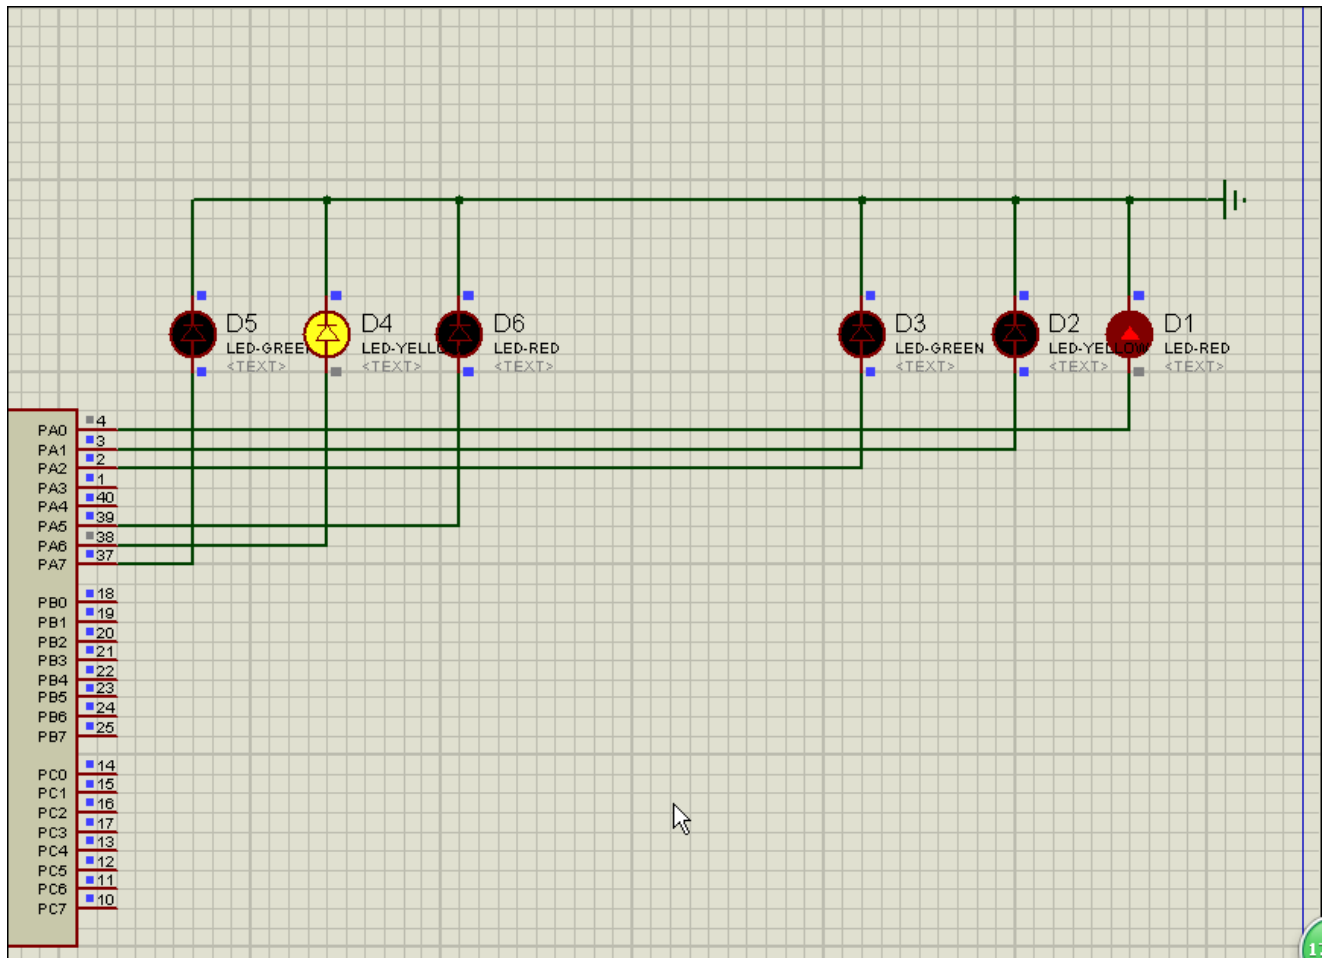 D5
LED-GREEN
<TEXT>
D4
LED-YELLO
<TEXT>
D6
LED-RED
<TEXT>
D3
LED-GREEN
<TEXT>
D2
LED-YELLOW
<TEXT>
D1
LED-RED
<TEXT>
PA0 4
PA1 3
PA2 2
PA3 1
PA4 40
PA5 39
PA6 38
PA7 37
PB0 18
PB1 19
PB2 20
PB3 21
PB4 22
PB5 23
PB6 24
PB7 25
PC0 14
PC1 15
PC2 16
PC3 17
PC4 13
PC5 12
PC6 11
PC7 10